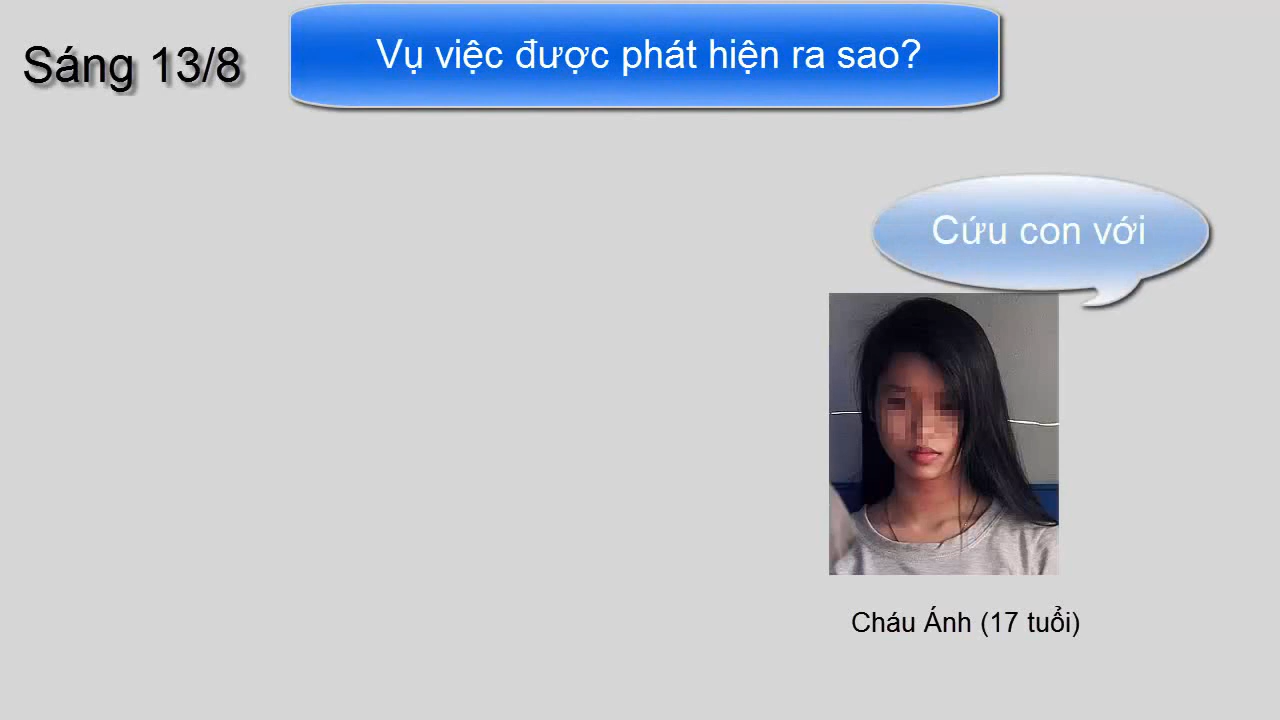 Sáng 13/8
Vụ việc được phát hiện ra sao?
Cứu con với
Cháu Ánh (17 tuổi)